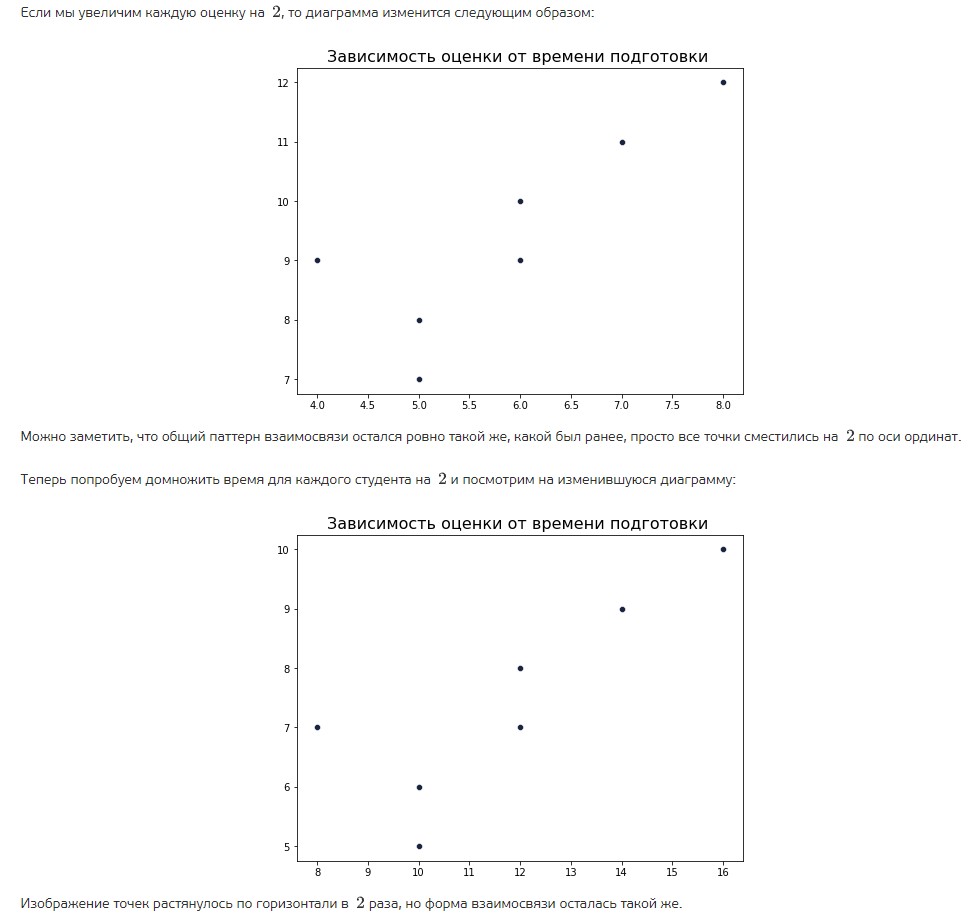 Если мы увеличим каждую оценку на 2, то диаграмма изменится следующим образом:
Зависимость оценки от времени подготовки
12
11
10
9
8
7
4.0 4.5 5.0 5.5 6.0 6.5 7.0 7.5 8.0
Можно заметить, что общий паттерн взаимосвязи остался ровно такой же, какой был ранее, просто все точки сместились на 2 по оси ординат.
Теперь попробуем домножить время для каждого студента на 2 и посмотрим на изменившуюся диаграмму:
Зависимость оценки от времени подготовки
10
9
8
7
6
5
8 9 10 11 12 13 14 15 16
Изображение точек растянулось по горизонтали в 2 раза, но форма взаимосвязи осталась такой же.